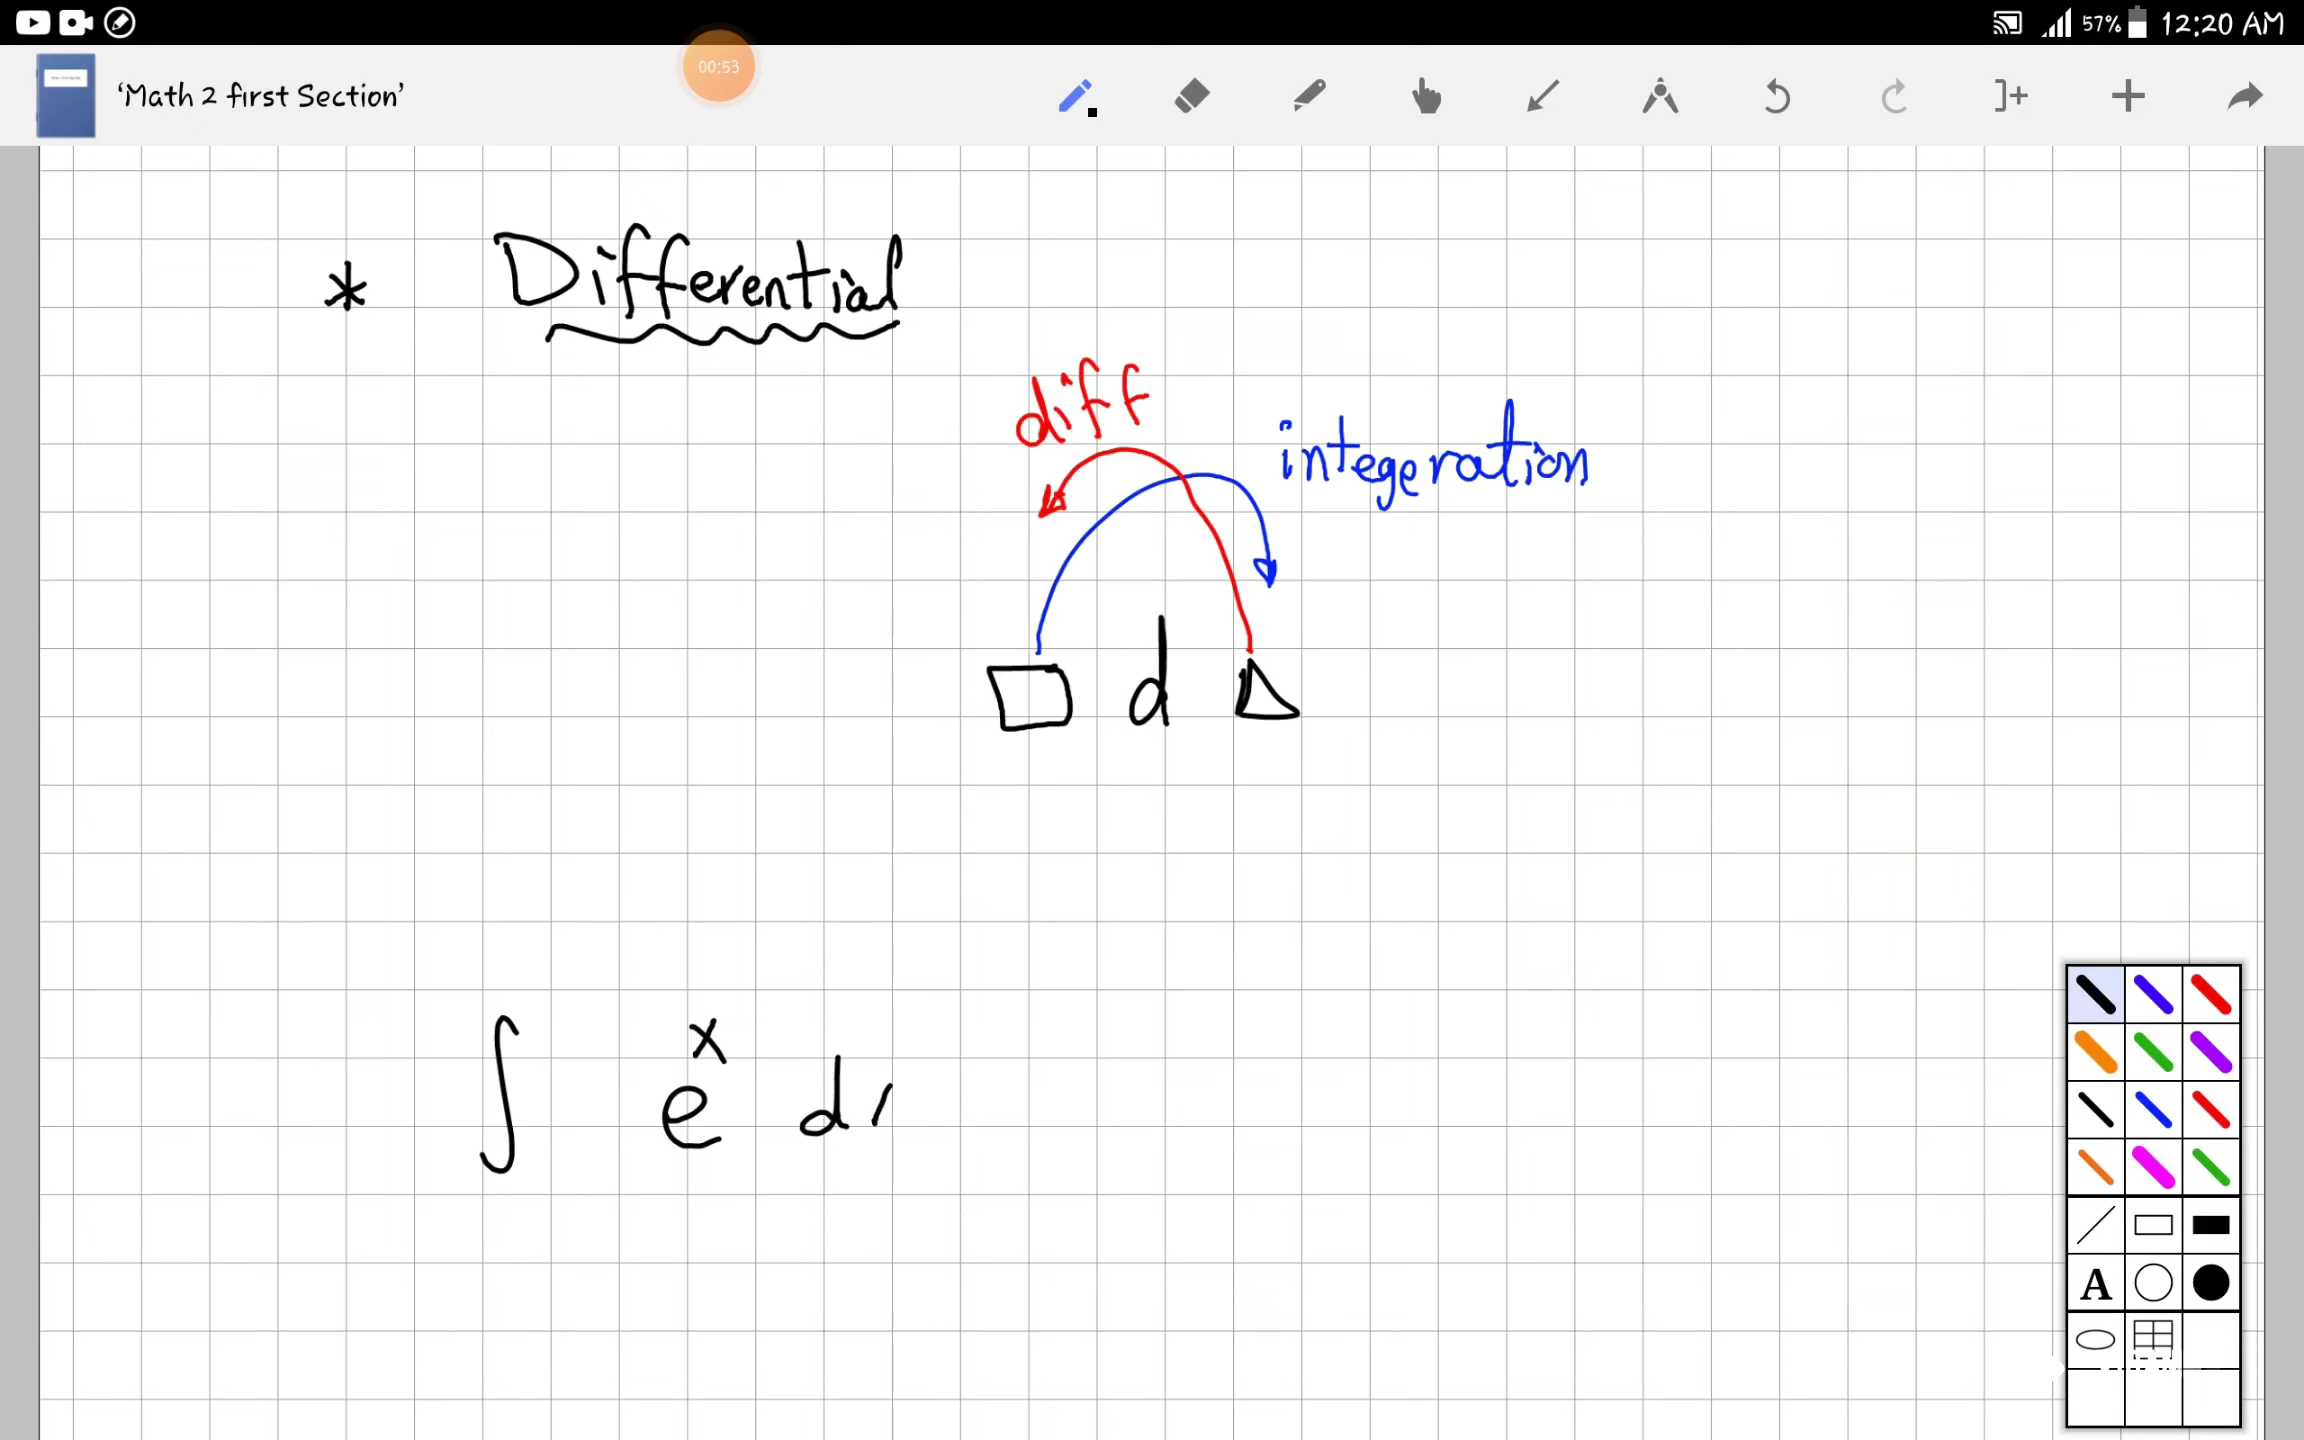 57% 12:20 AM
00:53
‘Math 2 first Section’
* Differential
diff
integeration
□ d △
∫ e^x d
A